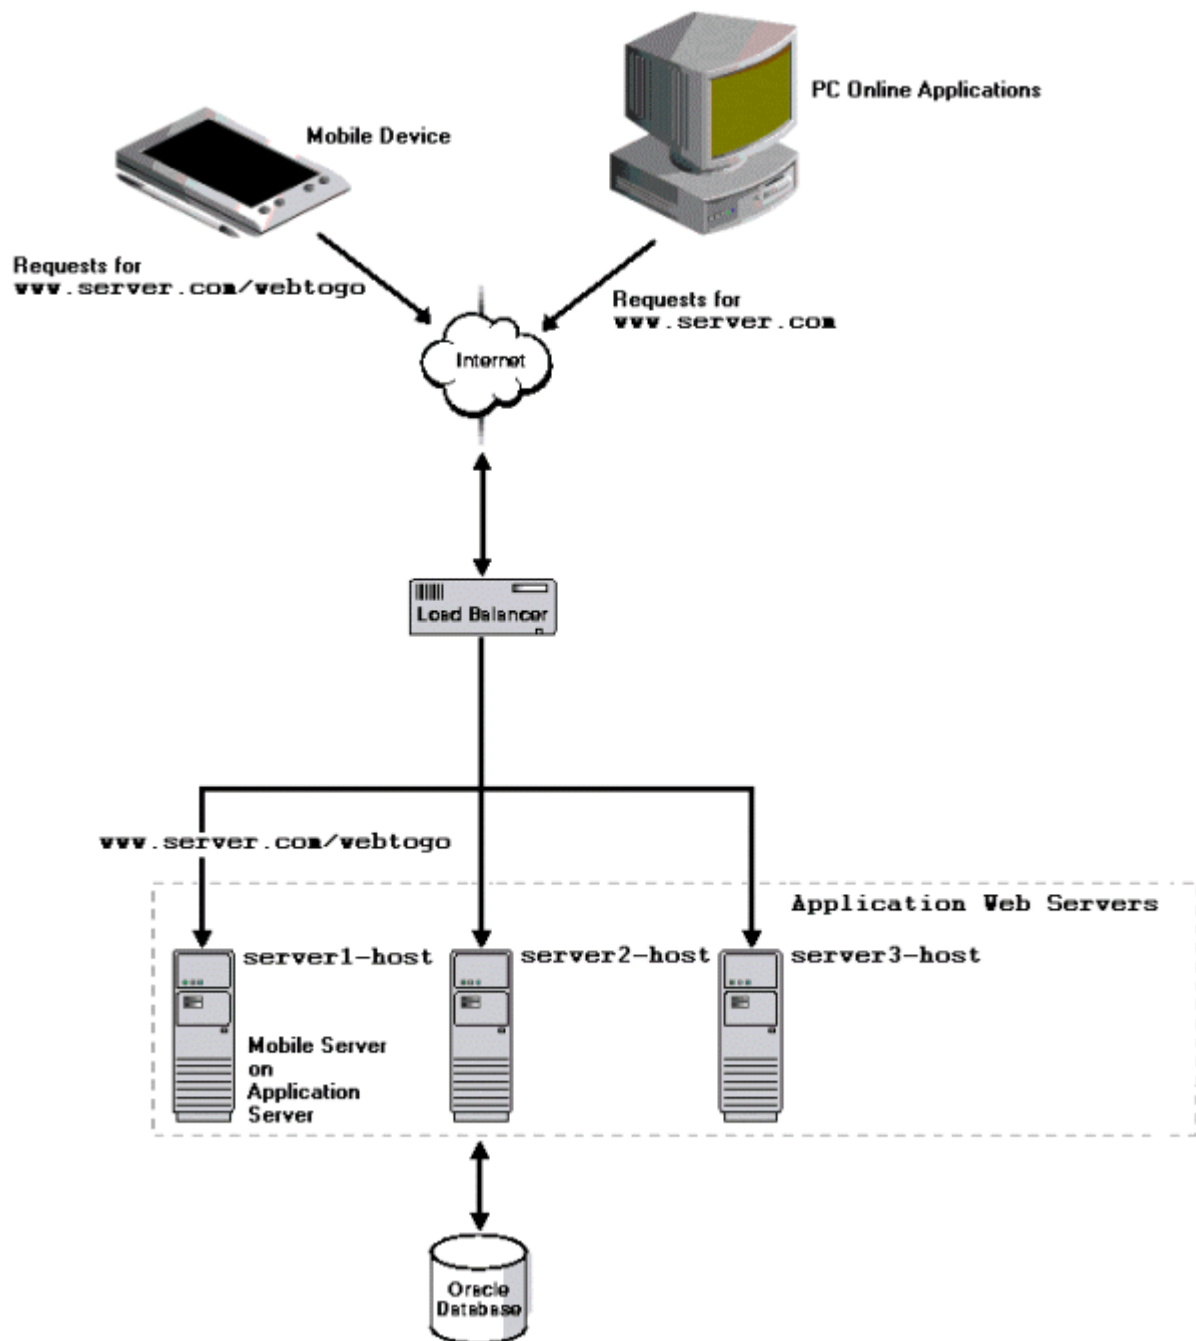 PC Online Applications
Mobile Device
Requests for
www.server.com/webtogo
Requests for
www.server.com
Internet
Load Balancer
www.server.com/webtogo
Application Web Servers
server1-host
server2-host
server3-host
Mobile Server
on
Application
Server
Oracle
Database